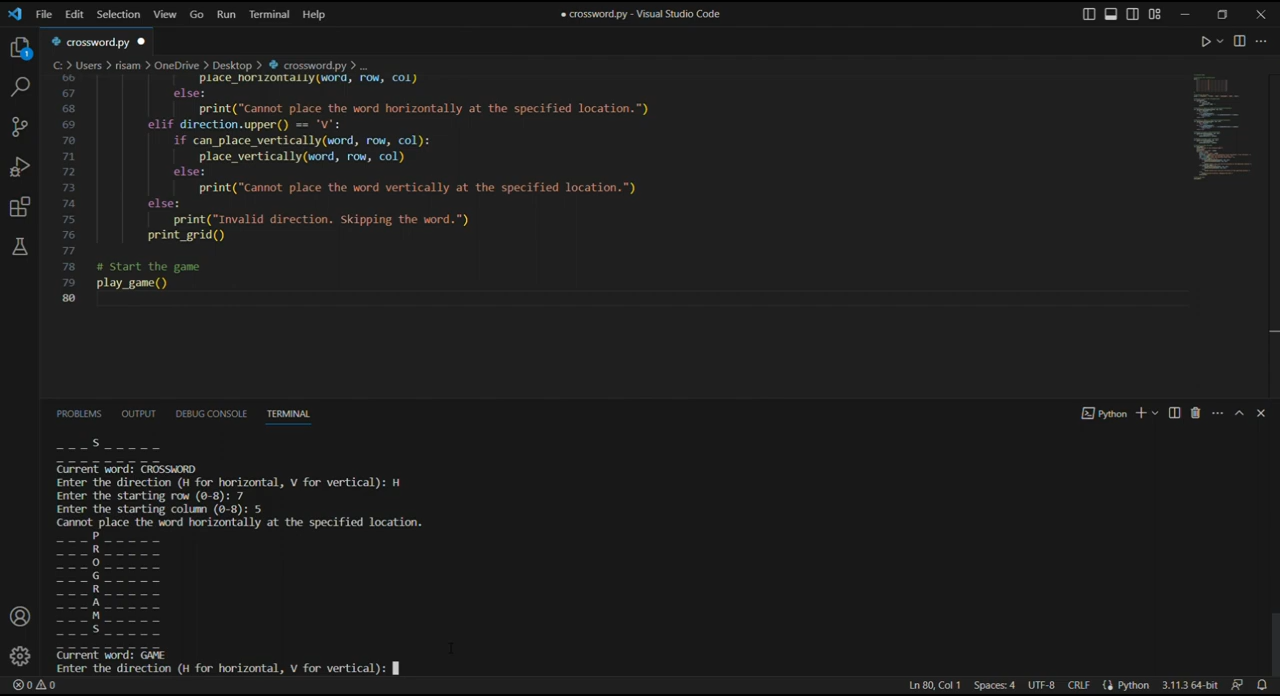 File Edit Selection View Go Run Terminal Help
● crossword.py - Visual Studio Code
crossword.py ●
C: > Users > risam > OneDrive > Desktop > crossword.py > ...
66 place_horizontally(word, row, col)
67 else:
68 print("Cannot place the word horizontally at the specified location.")
69 elif direction.upper() == 'V':
70 if can_place_vertically(word, row, col):
71 place_vertically(word, row, col)
72 else:
73 print("Cannot place the word vertically at the specified location.")
74 else:
75 print("Invalid direction. Skipping the word.")
76 print_grid()
77
78 # Start the game
79 play_game()
80
PROBLEMS OUTPUT DEBUG CONSOLE TERMINAL
Python
_ _ _ S _ _ _ _ _
_ _ _ _ _ _ _ _ _
Current word: CROSSWORD
Enter the direction (H for horizontal, V for vertical): H
Enter the starting row (0-8): 7
Enter the starting column (0-8): 5
Cannot place the word horizontally at the specified location.
_ _ _ P _ _ _ _ _
_ _ _ R _ _ _ _ _
_ _ _ O _ _ _ _ _
_ _ _ G _ _ _ _ _
_ _ _ R _ _ _ _ _
_ _ _ A _ _ _ _ _
_ _ _ M _ _ _ _ _
_ _ _ S _ _ _ _ _
_ _ _ _ _ _ _ _ _
Current word: GAME
Enter the direction (H for horizontal, V for vertical):
0 0 Ln 80, Col 1 Spaces: 4 UTF-8 CRLF Python 3.11.3 64-bit